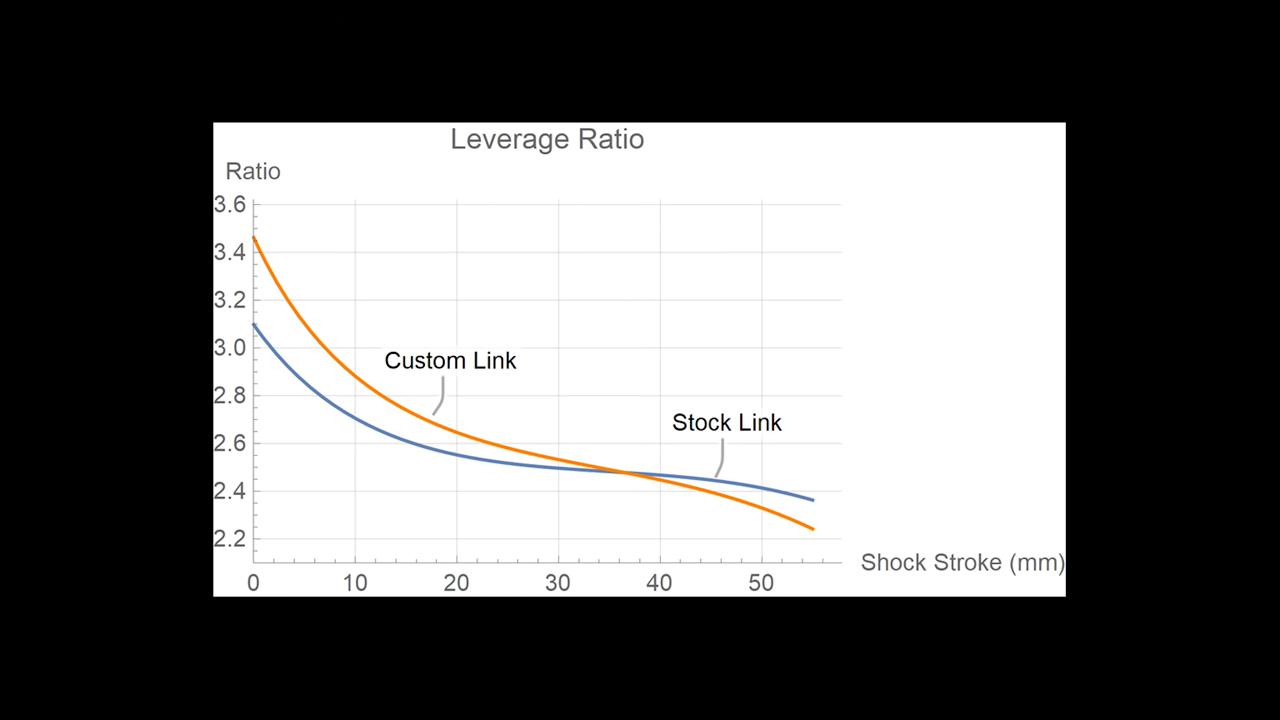 Leverage Ratio
Ratio
3.6
3.4
3.2
3.0
Custom Link
2.8
Stock Link
2.6
2.4
2.2
Shock Stroke (mm)
0 10 20 30 40 50